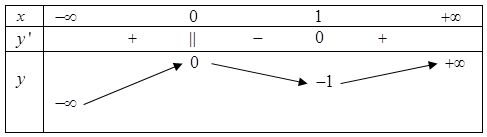 x −∞ 0 1 +∞
y' + || − 0 +
0 +∞
y −1
−∞